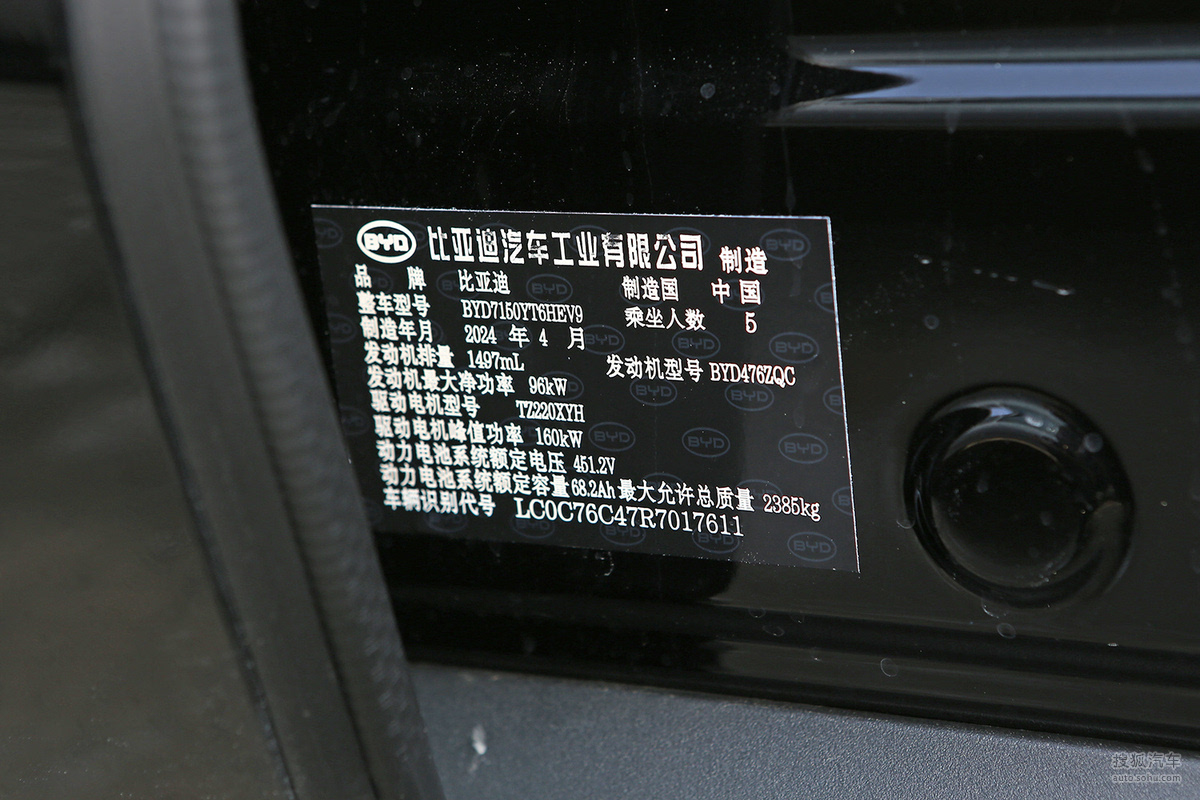 BYD 比亚迪汽车工业有限公司 制造
品 牌 比亚迪 制造国 中国
整车型号 BYD7150YT6HEV9 乘坐人数 5
制造年月 2024 年 4 月
发动机排量 1497mL 发动机型号 BYD476ZQC
发动机最大净功率 96kW
驱动电机型号 TZ220XYH
驱动电机峰值功率 160kW
动力电池系统额定电压 451.2V
动力电池系统额定容量 68.2Ah 最大允许总质量 2385kg
车辆识别代号 LC0C76C47R7017611
搜狐汽车
auto.sohu.com